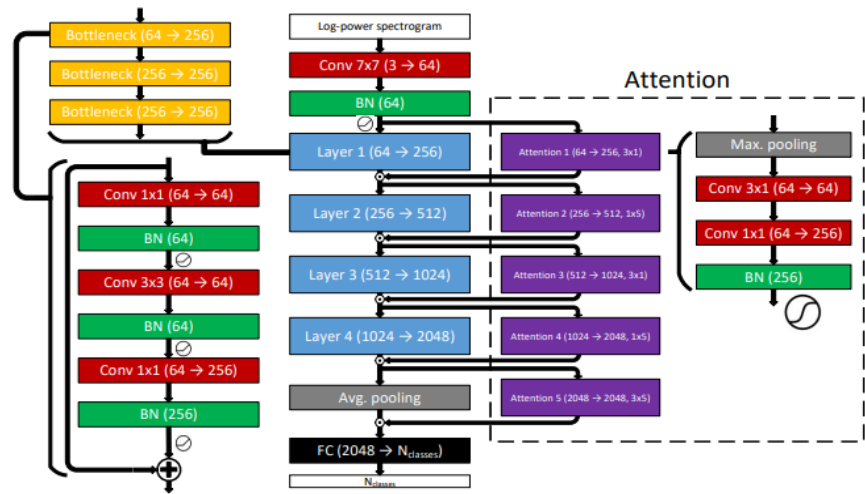 Bottleneck (64 → 256)
Bottleneck (256 → 256)
Bottleneck (256 → 256)
Conv 1x1 (64 → 64)
BN (64)
Conv 3x3 (64 → 64)
BN (64)
Conv 1x1 (64 → 256)
BN (256)
Log-power spectrogram
Conv 7x7 (3 → 64)
BN (64)
Layer 1 (64 → 256)
Layer 2 (256 → 512)
Layer 3 (512 → 1024)
Layer 4 (1024 → 2048)
Avg. pooling
FC (2048 → Nclasses)
Nclasses
Attention
Attention 1 (64 → 256, 3x1)
Attention 2 (256 → 512, 1x5)
Attention 3 (512 → 1024, 3x1)
Attention 4 (1024 → 2048, 1x5)
Attention 5 (2048 → 2048, 3x5)
Max. pooling
Conv 3x1 (64 → 64)
Conv 1x1 (64 → 256)
BN (256)